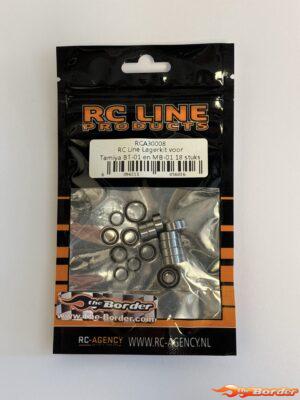 RC LINE
PRODUCTS
RCA30008
RC Line Lagerkit voor
Tamiya BT-01 en MB-01 18 stuks
the Border
www.the-Border.com
RC-AGENCY
WWW.RC-AGENCY.NL
the Border